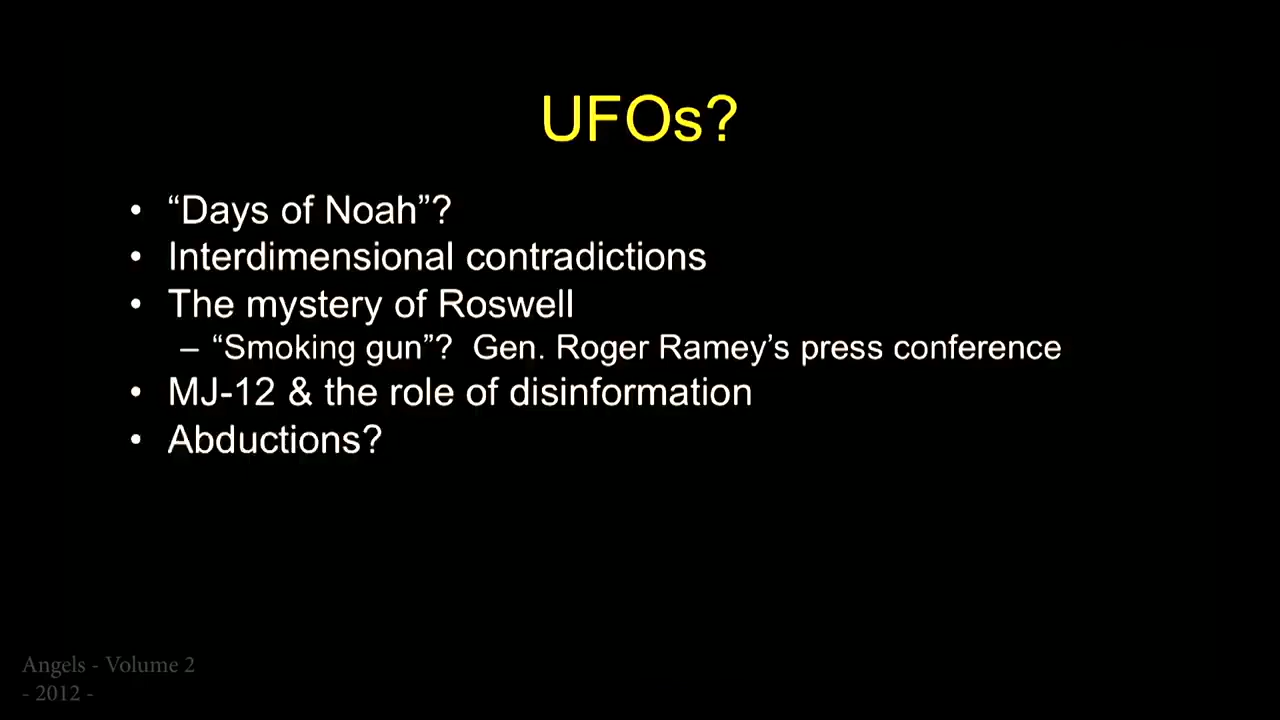 UFOs?
• “Days of Noah”?
• Interdimensional contradictions
• The mystery of Roswell
– “Smoking gun”? Gen. Roger Ramey’s press conference
• MJ-12 & the role of disinformation
• Abductions?
Angels - Volume 2
- 2012 -